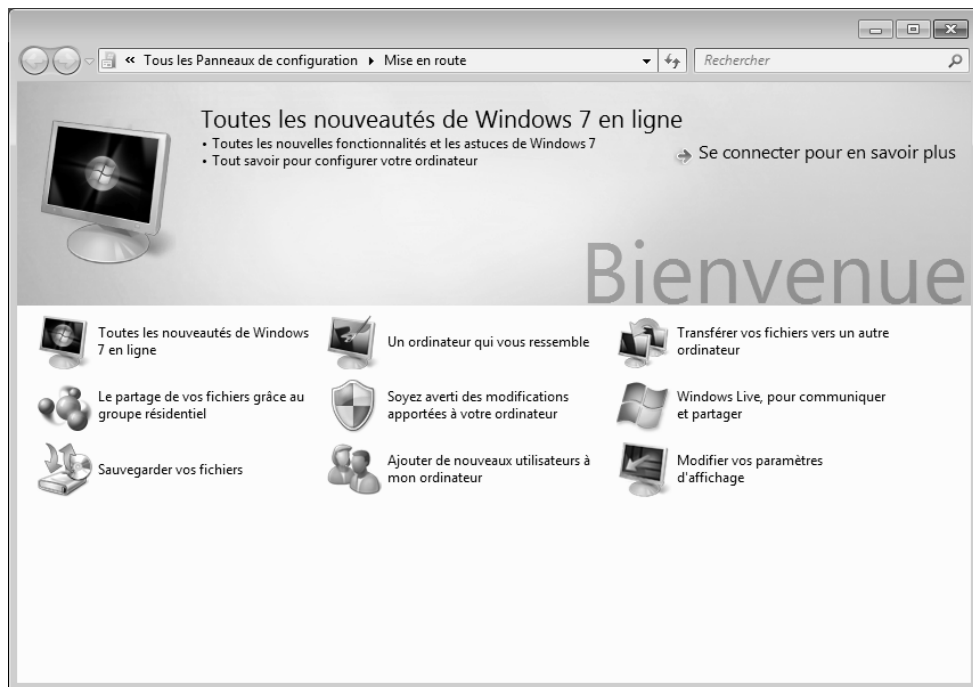 « Tous les Panneaux de configuration ▸ Mise en route
Rechercher
Toutes les nouveautés de Windows 7 en ligne
• Toutes les nouvelles fonctionnalités et les astuces de Windows 7
• Tout savoir pour configurer votre ordinateur
Se connecter pour en savoir plus
Bienvenue
Toutes les nouveautés de Windows
7 en ligne
Un ordinateur qui vous ressemble
Transférer vos fichiers vers un autre
ordinateur
Le partage de vos fichiers grâce au
groupe résidentiel
Soyez averti des modifications
apportées à votre ordinateur
Windows Live, pour communiquer
et partager
Sauvegarder vos fichiers
Ajouter de nouveaux utilisateurs à
mon ordinateur
Modifier vos paramètres
d'affichage